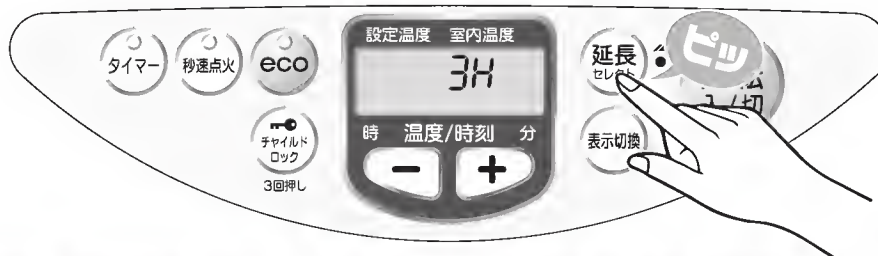 タイマー
秒速点火
eco
チャイルド
ロック
3回押し
設定温度 室内温度
3H
時 温度/時刻 分
− +
延長
セレクト
ピッ
入/切
表示切換